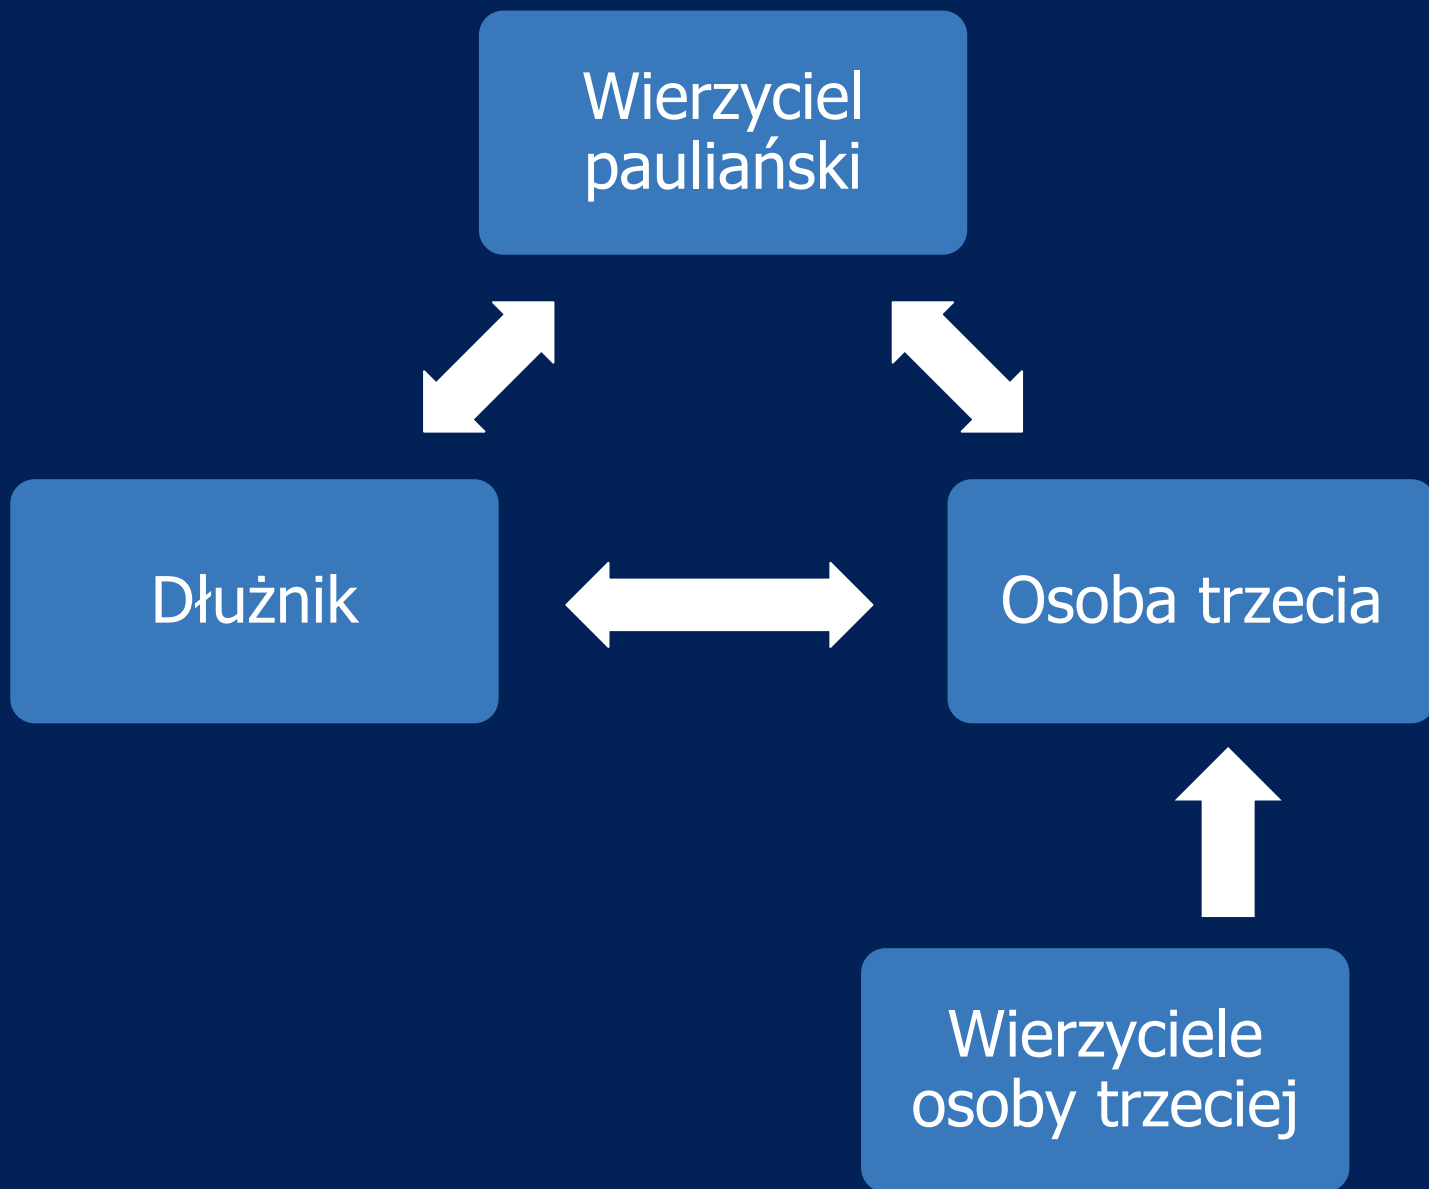 Wierzyciel
pauliański
Dłużnik
Osoba trzecia
Wierzyciele
osoby trzeciej